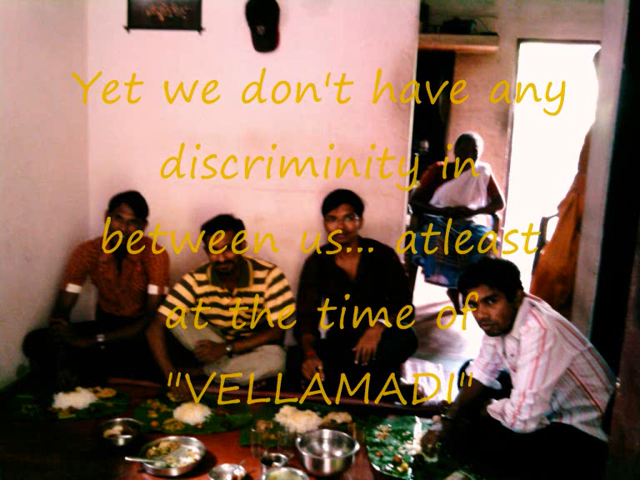 Yet we don't have any
discriminity in
between us... atleast
at the time of
"VELLAMADI"